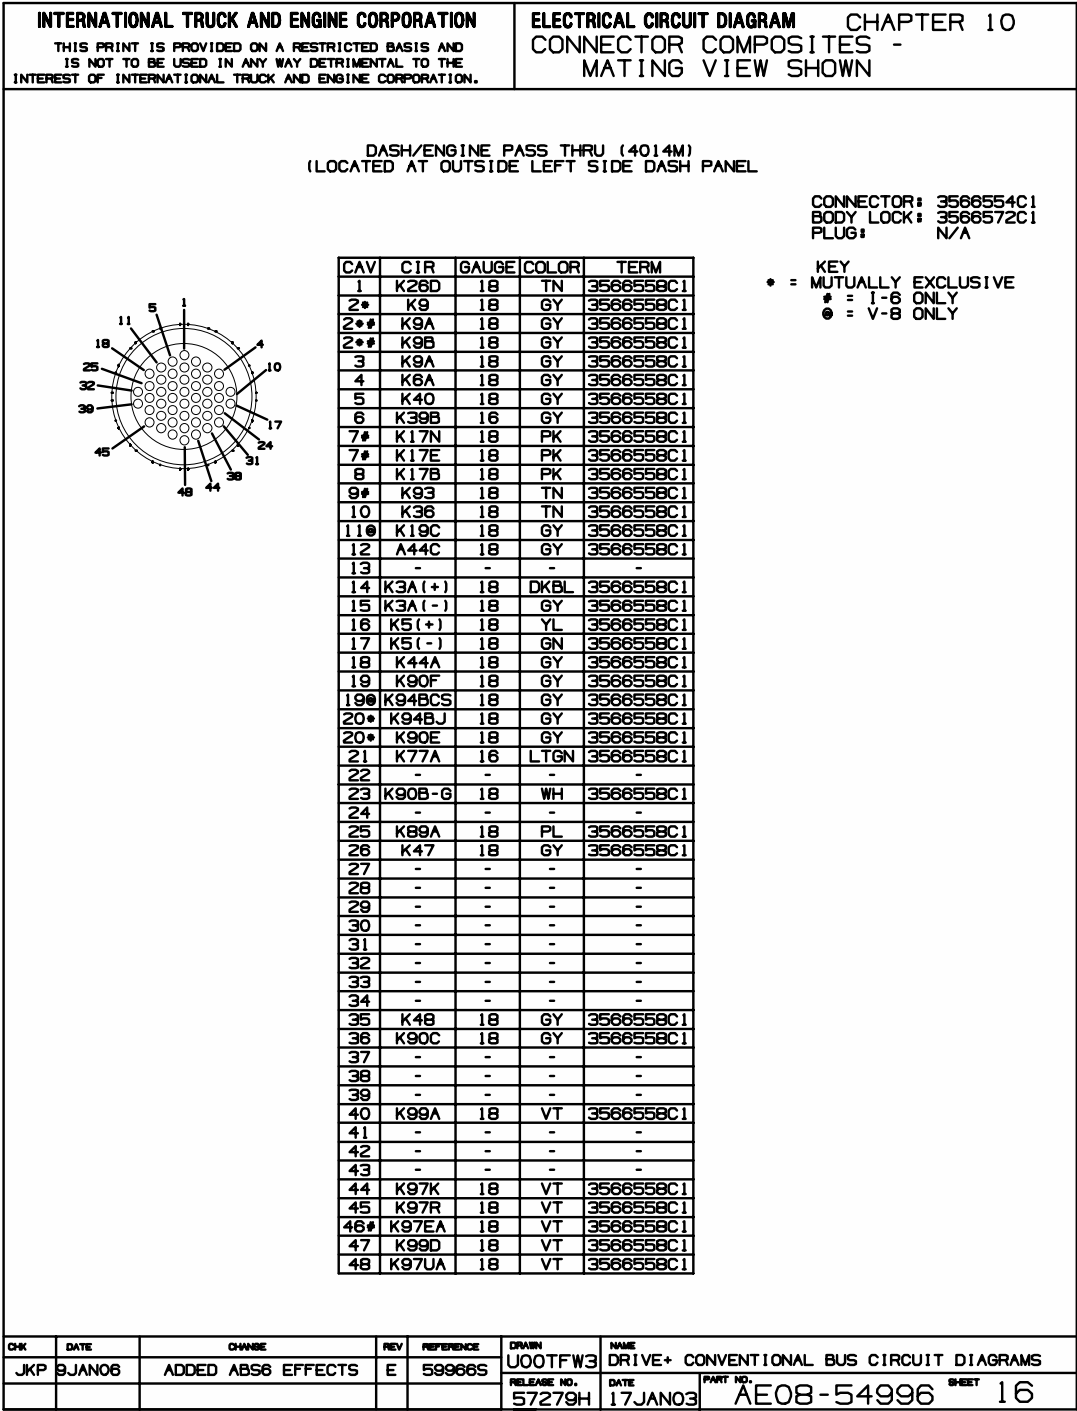 INTERNATIONAL TRUCK AND ENGINE CORPORATION
THIS PRINT IS PROVIDED ON A RESTRICTED BASIS AND
IS NOT TO BE USED IN ANY WAY DETRIMENTAL TO THE
INTEREST OF INTERNATIONAL TRUCK AND ENGINE CORPORATION.
ELECTRICAL CIRCUIT DIAGRAM CHAPTER 10
CONNECTOR COMPOSITES -
MATING VIEW SHOWN
DASH/ENGINE PASS THRU (4014M)
(LOCATED AT OUTSIDE LEFT SIDE DASH PANEL
CONNECTOR: 3566554C1
BODY LOCK: 3566572C1
PLUG: N/A
KEY
* = MUTUALLY EXCLUSIVE
# = I-6 ONLY
@ = V-8 ONLY
1
5
11
18
25
32
39
45
48
44
38
31
24
17
10
4
CAV CIR GAUGE COLOR TERM
1 K26D 18 TN 3566558C1
2* K9 18 GY 3566558C1
2*# K9A 18 GY 3566558C1
2*# K9B 18 GY 3566558C1
3 K9A 18 GY 3566558C1
4 K6A 18 GY 3566558C1
5 K40 18 GY 3566558C1
6 K39B 16 GY 3566558C1
7# K17N 18 PK 3566558C1
7# K17E 18 PK 3566558C1
8 K17B 18 PK 3566558C1
9# K93 18 TN 3566558C1
10 K36 18 TN 3566558C1
11@ K19C 18 GY 3566558C1
12 A44C 18 GY 3566558C1
13 - - - -
14 K3A(+) 18 DKBL 3566558C1
15 K3A(-) 18 GY 3566558C1
16 K5(+) 18 YL 3566558C1
17 K5(-) 18 GN 3566558C1
18 K44A 18 GY 3566558C1
19 K90F 18 GY 3566558C1
19@ K94BCS 18 GY 3566558C1
20* K94BJ 18 GY 3566558C1
20* K90E 18 GY 3566558C1
21 K77A 16 LTGN 3566558C1
22 - - - -
23 K90B-G 18 WH 3566558C1
24 - - - -
25 K89A 18 PL 3566558C1
26 K47 18 GY 3566558C1
27 - - - -
28 - - - -
29 - - - -
30 - - - -
31 - - - -
32 - - - -
33 - - - -
34 - - - -
35 K48 18 GY 3566558C1
36 K90C 18 GY 3566558C1
37 - - - -
38 - - - -
39 - - - -
40 K99A 18 VT 3566558C1
41 - - - -
42 - - - -
43 - - - -
44 K97K 18 VT 3566558C1
45 K97R 18 VT 3566558C1
46# K97EA 18 VT 3566558C1
47 K99D 18 VT 3566558C1
48 K97UA 18 VT 3566558C1
CHK DATE CHANGE REV REFERENCE
JKP 9JAN06 ADDED ABS6 EFFECTS E 59966S
DRAWN
U00TFW3
NAME
DRIVE+ CONVENTIONAL BUS CIRCUIT DIAGRAMS
RELEASE NO.
57279H
DATE
17JAN03
PART NO.
AE08-54996
SHEET 16